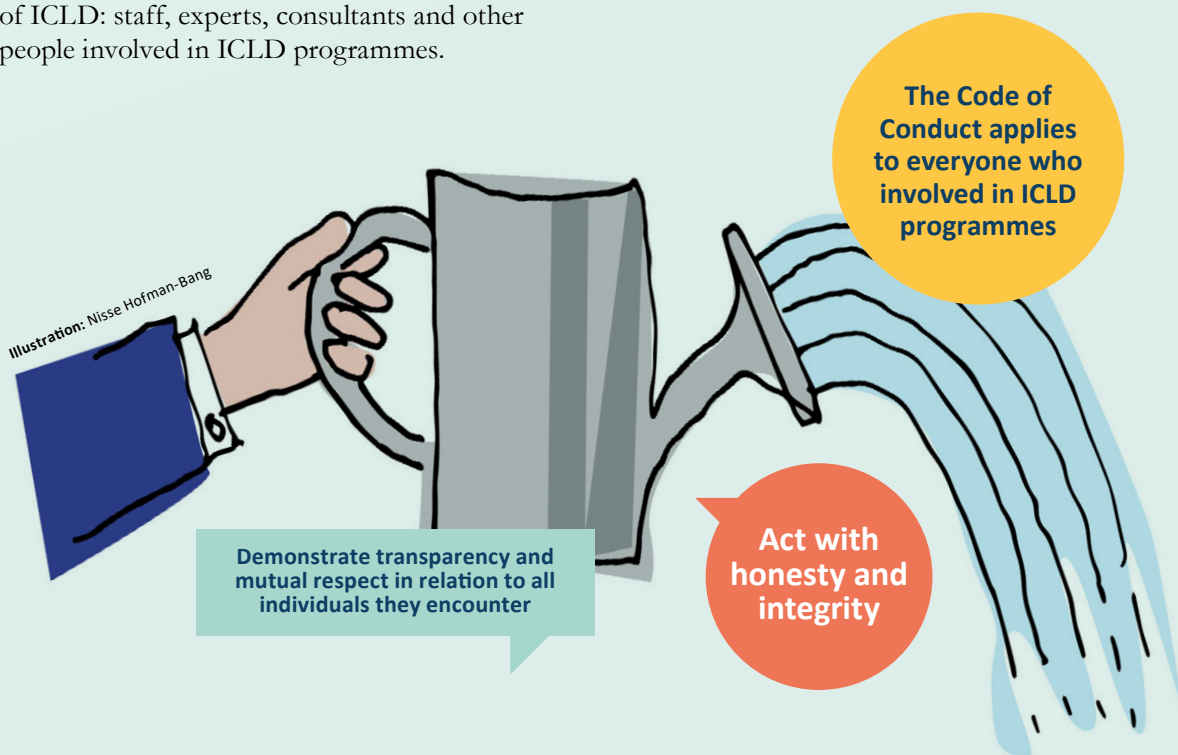 of ICLD: staff, experts, consultants and other
people involved in ICLD programmes.
The Code of
Conduct applies
to everyone who
involved in ICLD
programmes
Illustration: Nisse Hofman-Bang
Demonstrate transparency and
mutual respect in relation to all
individuals they encounter
Act with
honesty and
integrity